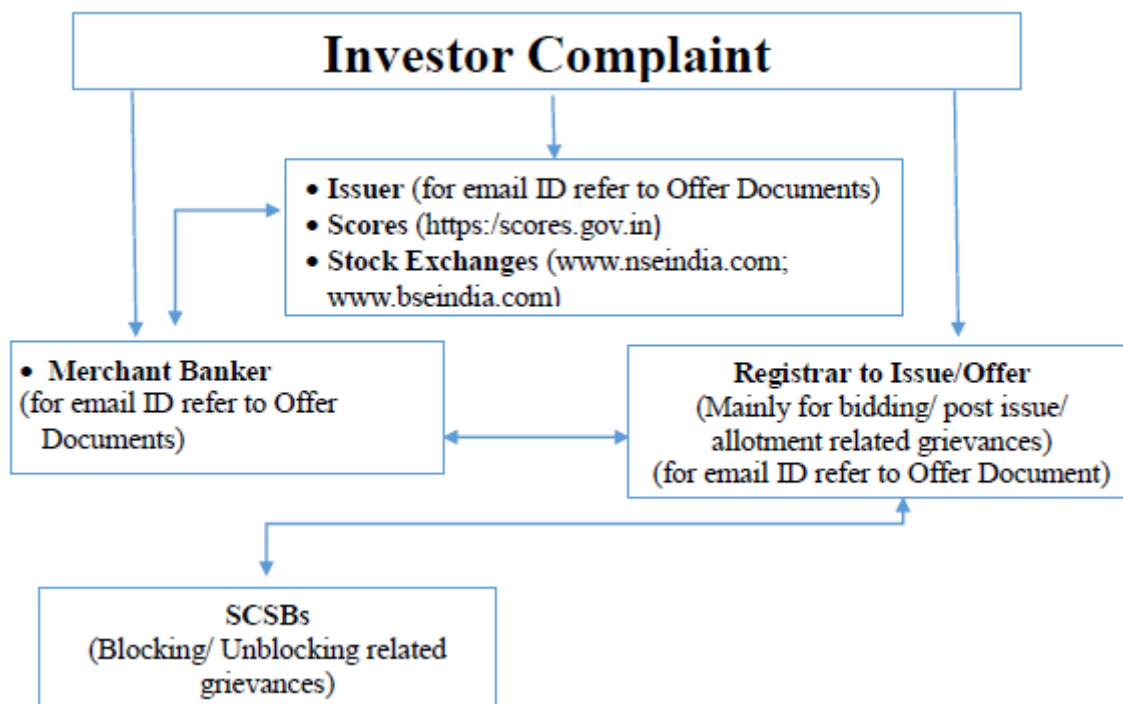 Investor Complaint
• Issuer (for email ID refer to Offer Documents)
• Scores (https:/scores.gov.in)
• Stock Exchanges (www.nseindia.com;
www.bseindia.com)
• Merchant Banker
(for email ID refer to Offer
Documents)
Registrar to Issue/Offer
(Mainly for bidding/ post issue/
allotment related grievances)
(for email ID refer to Offer Document)
SCSBs
(Blocking/ Unblocking related
grievances)